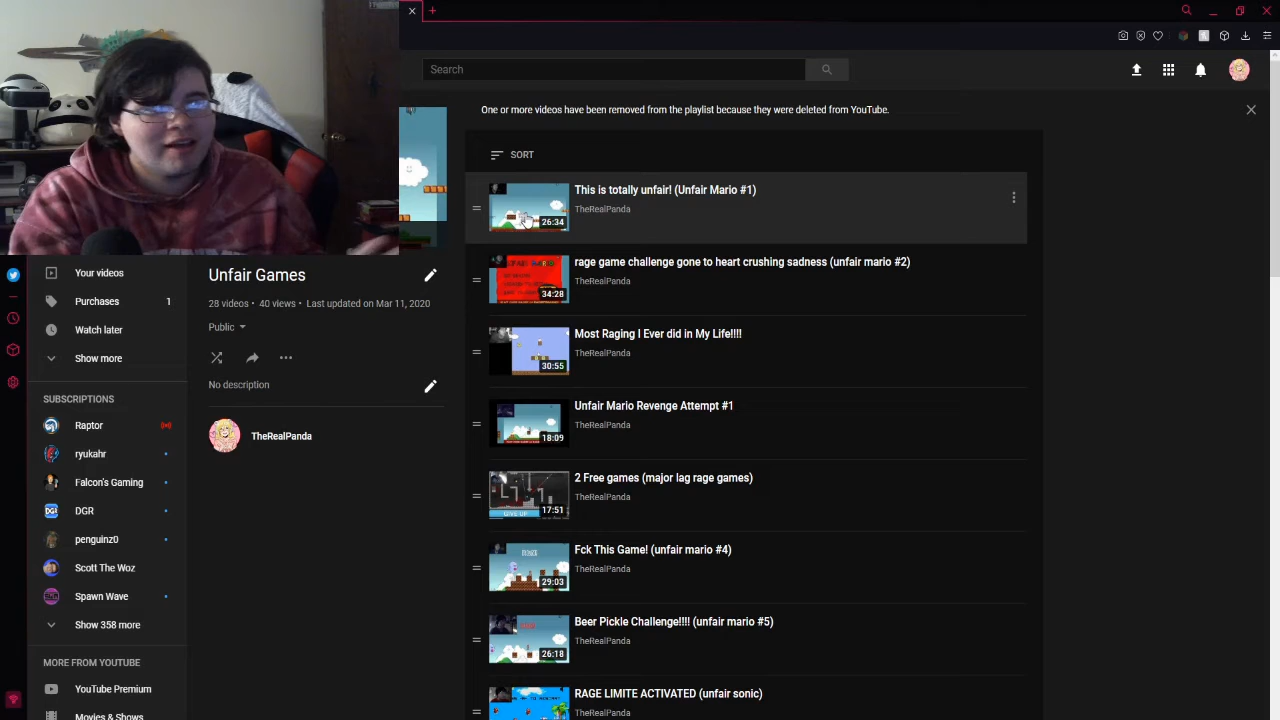 Search
One or more videos have been removed from the playlist because they were deleted from YouTube.
SORT
This is totally unfair! (Unfair Mario #1)
TheRealPanda
26:34
Your videos
Purchases 1
Watch later
Show more
SUBSCRIPTIONS
Raptor
ryukahr
Falcon's Gaming
DGR
penguinz0
Scott The Woz
Spawn Wave
Show 358 more
MORE FROM YOUTUBE
YouTube Premium
Movies & Shows
Unfair Games
28 videos • 40 views • Last updated on Mar 11, 2020
Public
No description
TheRealPanda
rage game challenge gone to heart crushing sadness (unfair mario #2)
TheRealPanda
34:28
Most Raging I Ever did in My Life!!!!
TheRealPanda
30:55
Unfair Mario Revenge Attempt #1
TheRealPanda
18:09
2 Free games (major lag rage games)
TheRealPanda
GIVE UP
17:51
Fck This Game! (unfair mario #4)
TheRealPanda
29:03
Beer Pickle Challenge!!!! (unfair mario #5)
TheRealPanda
26:18
RAGE LIMITE ACTIVATED (unfair sonic)
TheRealPanda